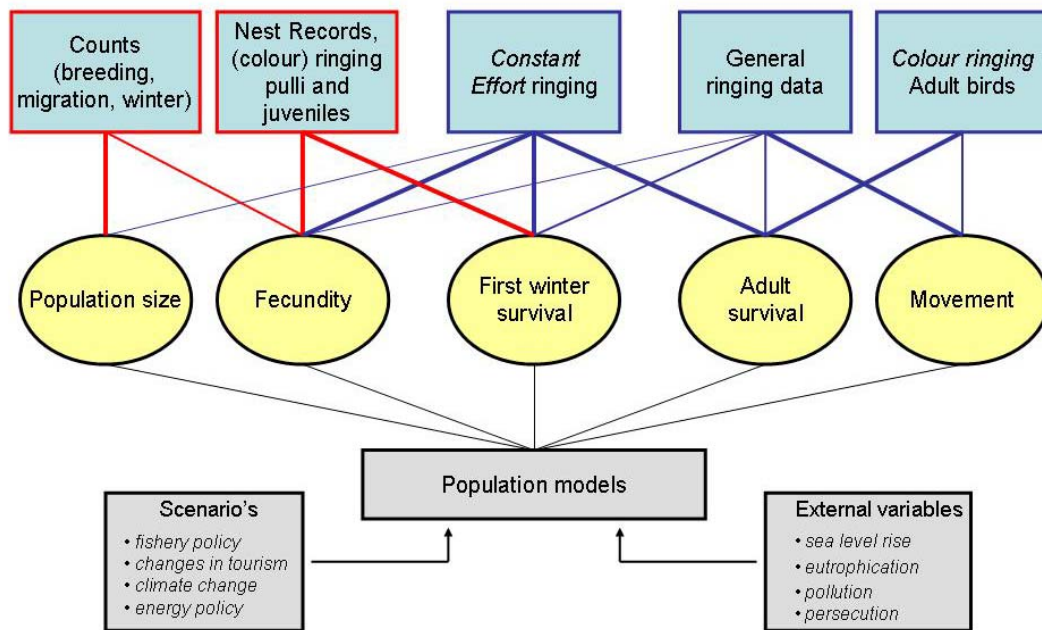 Counts
(breeding,
migration, winter)
Nest Records,
(colour) ringing
pulli and
juveniles
Constant
Effort ringing
General
ringing data
Colour ringing
Adult birds
Population size
Fecundity
First winter
survival
Adult
survival
Movement
Population models
Scenario's
• fishery policy
• changes in tourism
• climate change
• energy policy
External variables
• sea level rise
• eutrophication
• pollution
• persecution